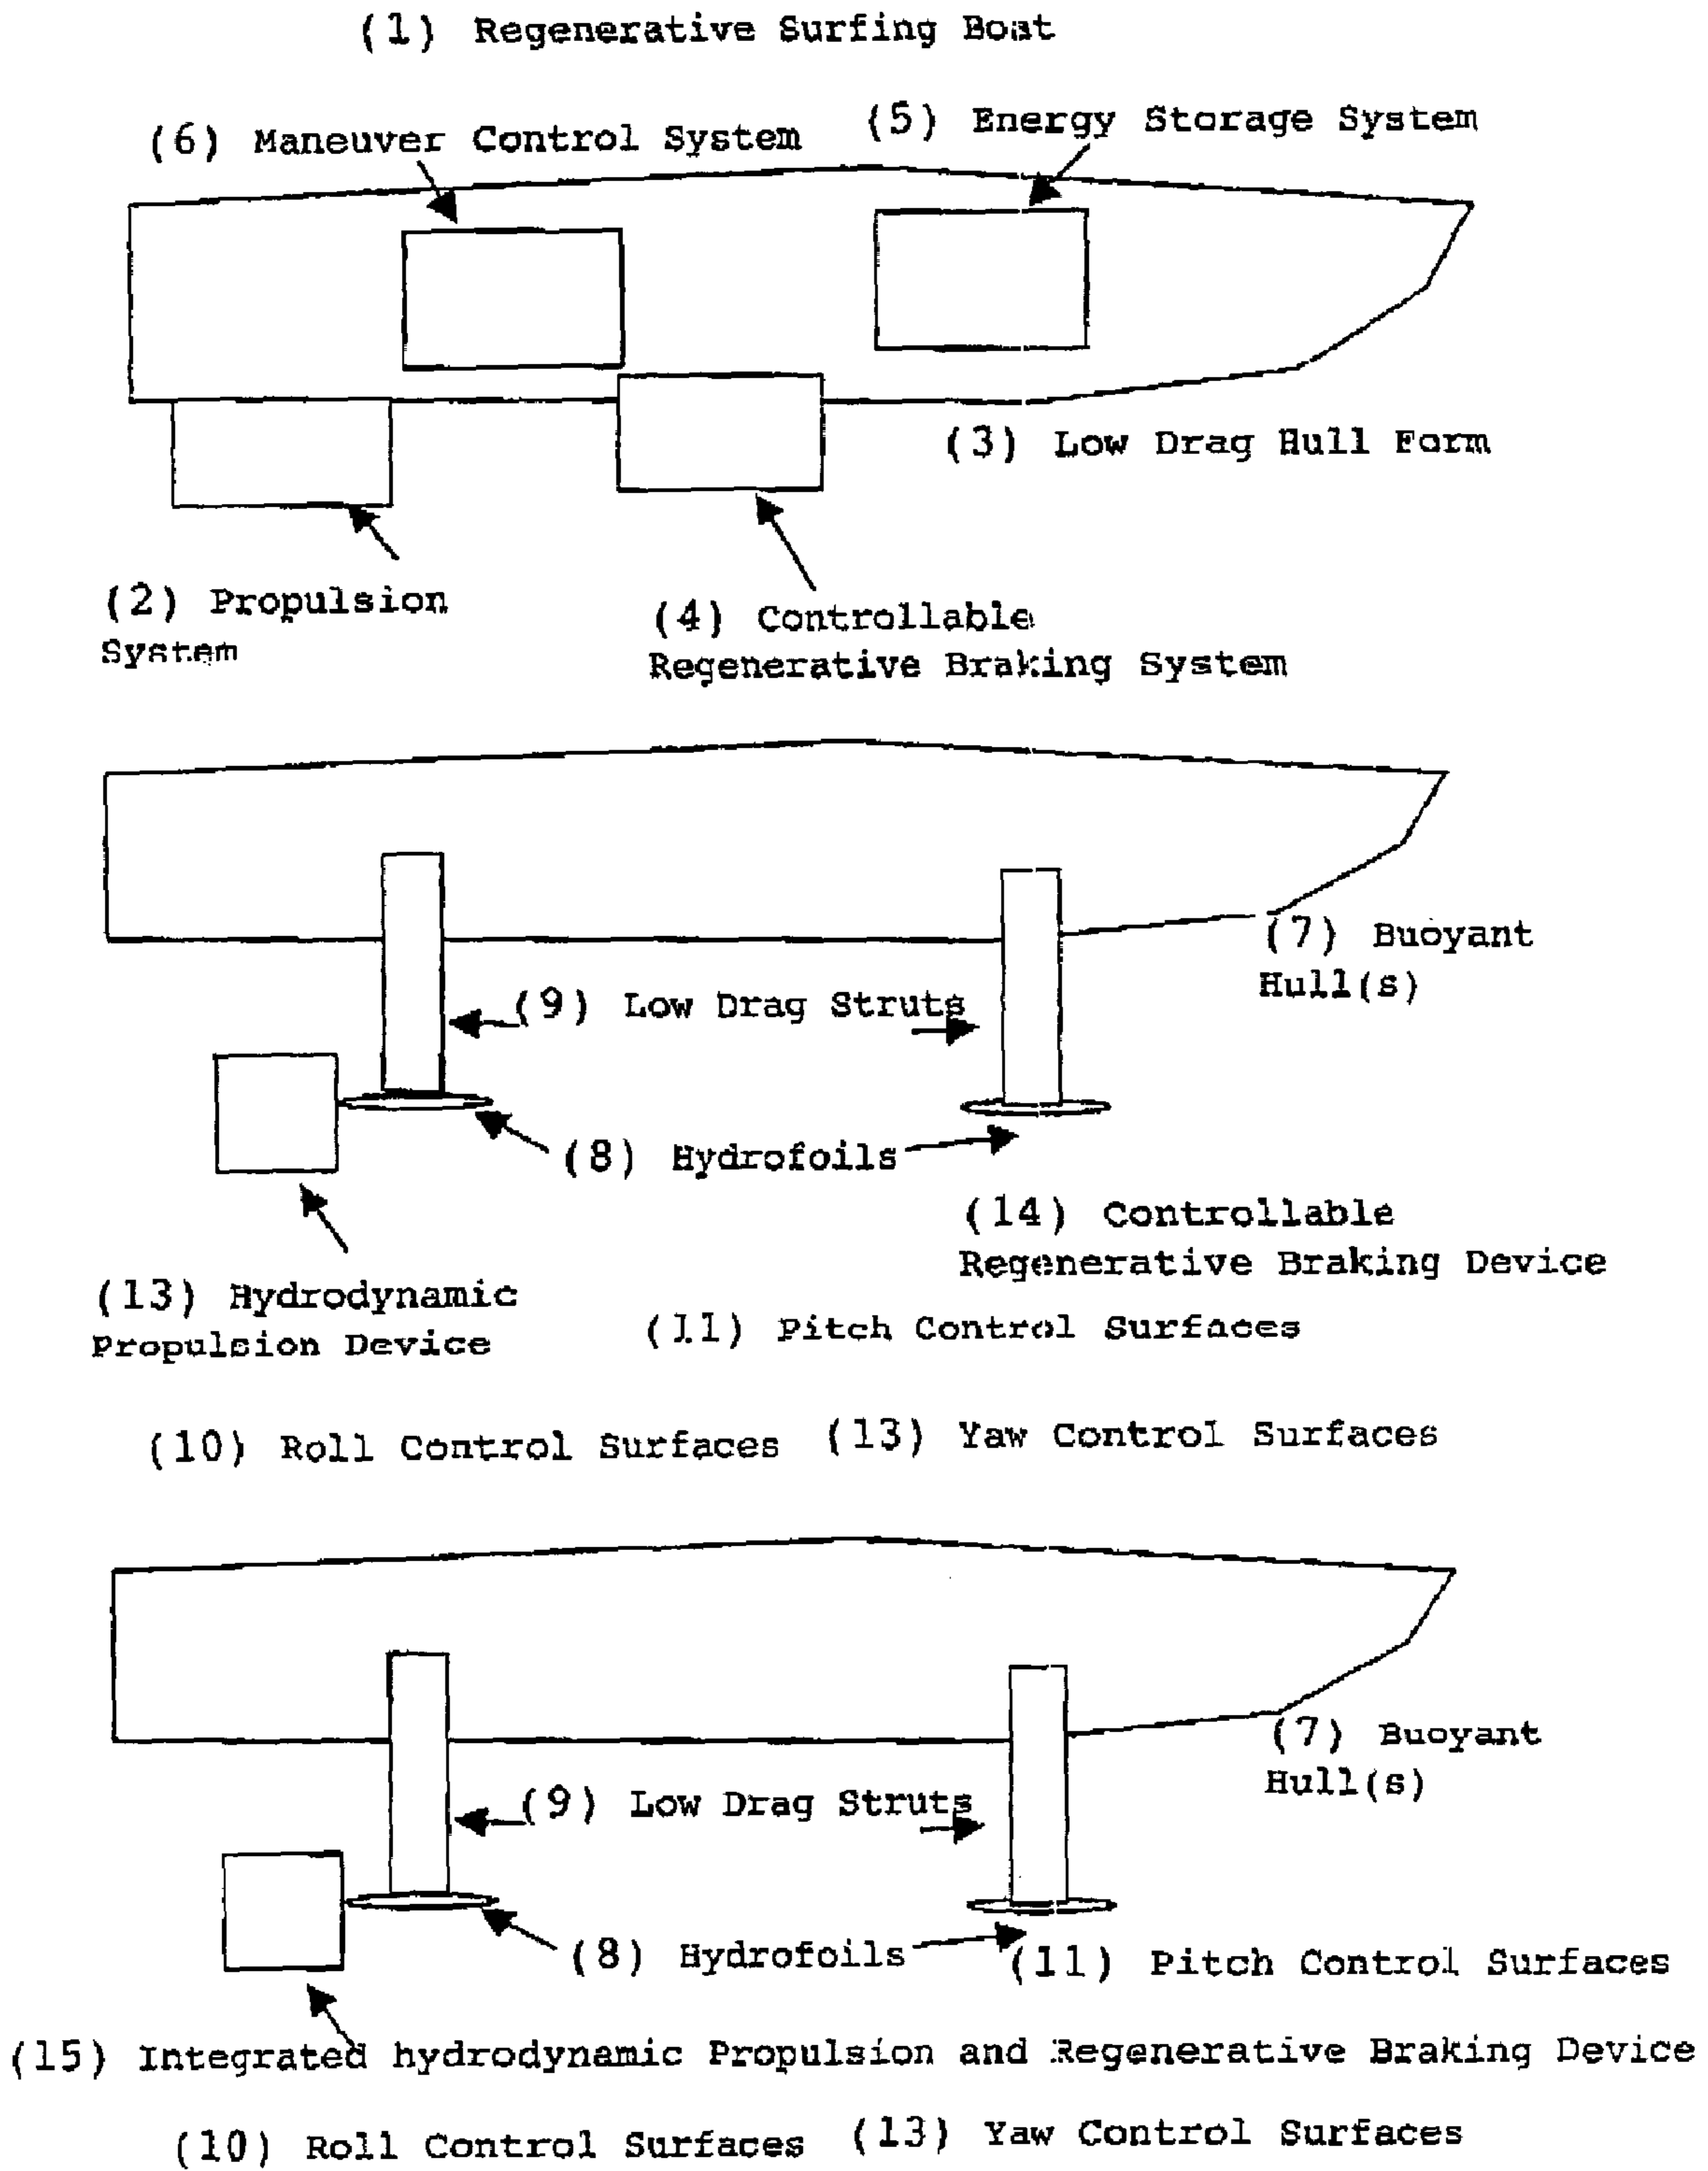 (1) Regenerative Surfing Boat
(6) Maneuver Control System
(5) Energy Storage System
(3) Low Drag Hull Form
(2) Propulsion
System
(4) Controllable
Regenerative Braking System
(7) Buoyant
Hull(s)
(9) Low Drag Struts
(8) Hydrofoils
(14) Controllable
Regenerative Braking Device
(13) Hydrodynamic
Propulsion Device
(11) Pitch Control Surfaces
(10) Roll Control Surfaces
(13) Yaw Control Surfaces
(7) Buoyant
Hull(s)
(9) Low Drag Struts
(8) Hydrofoils
(11) Pitch Control Surfaces
(15) Integrated hydrodynamic Propulsion and Regenerative Braking Device
(10) Roll Control Surfaces
(13) Yaw Control Surfaces